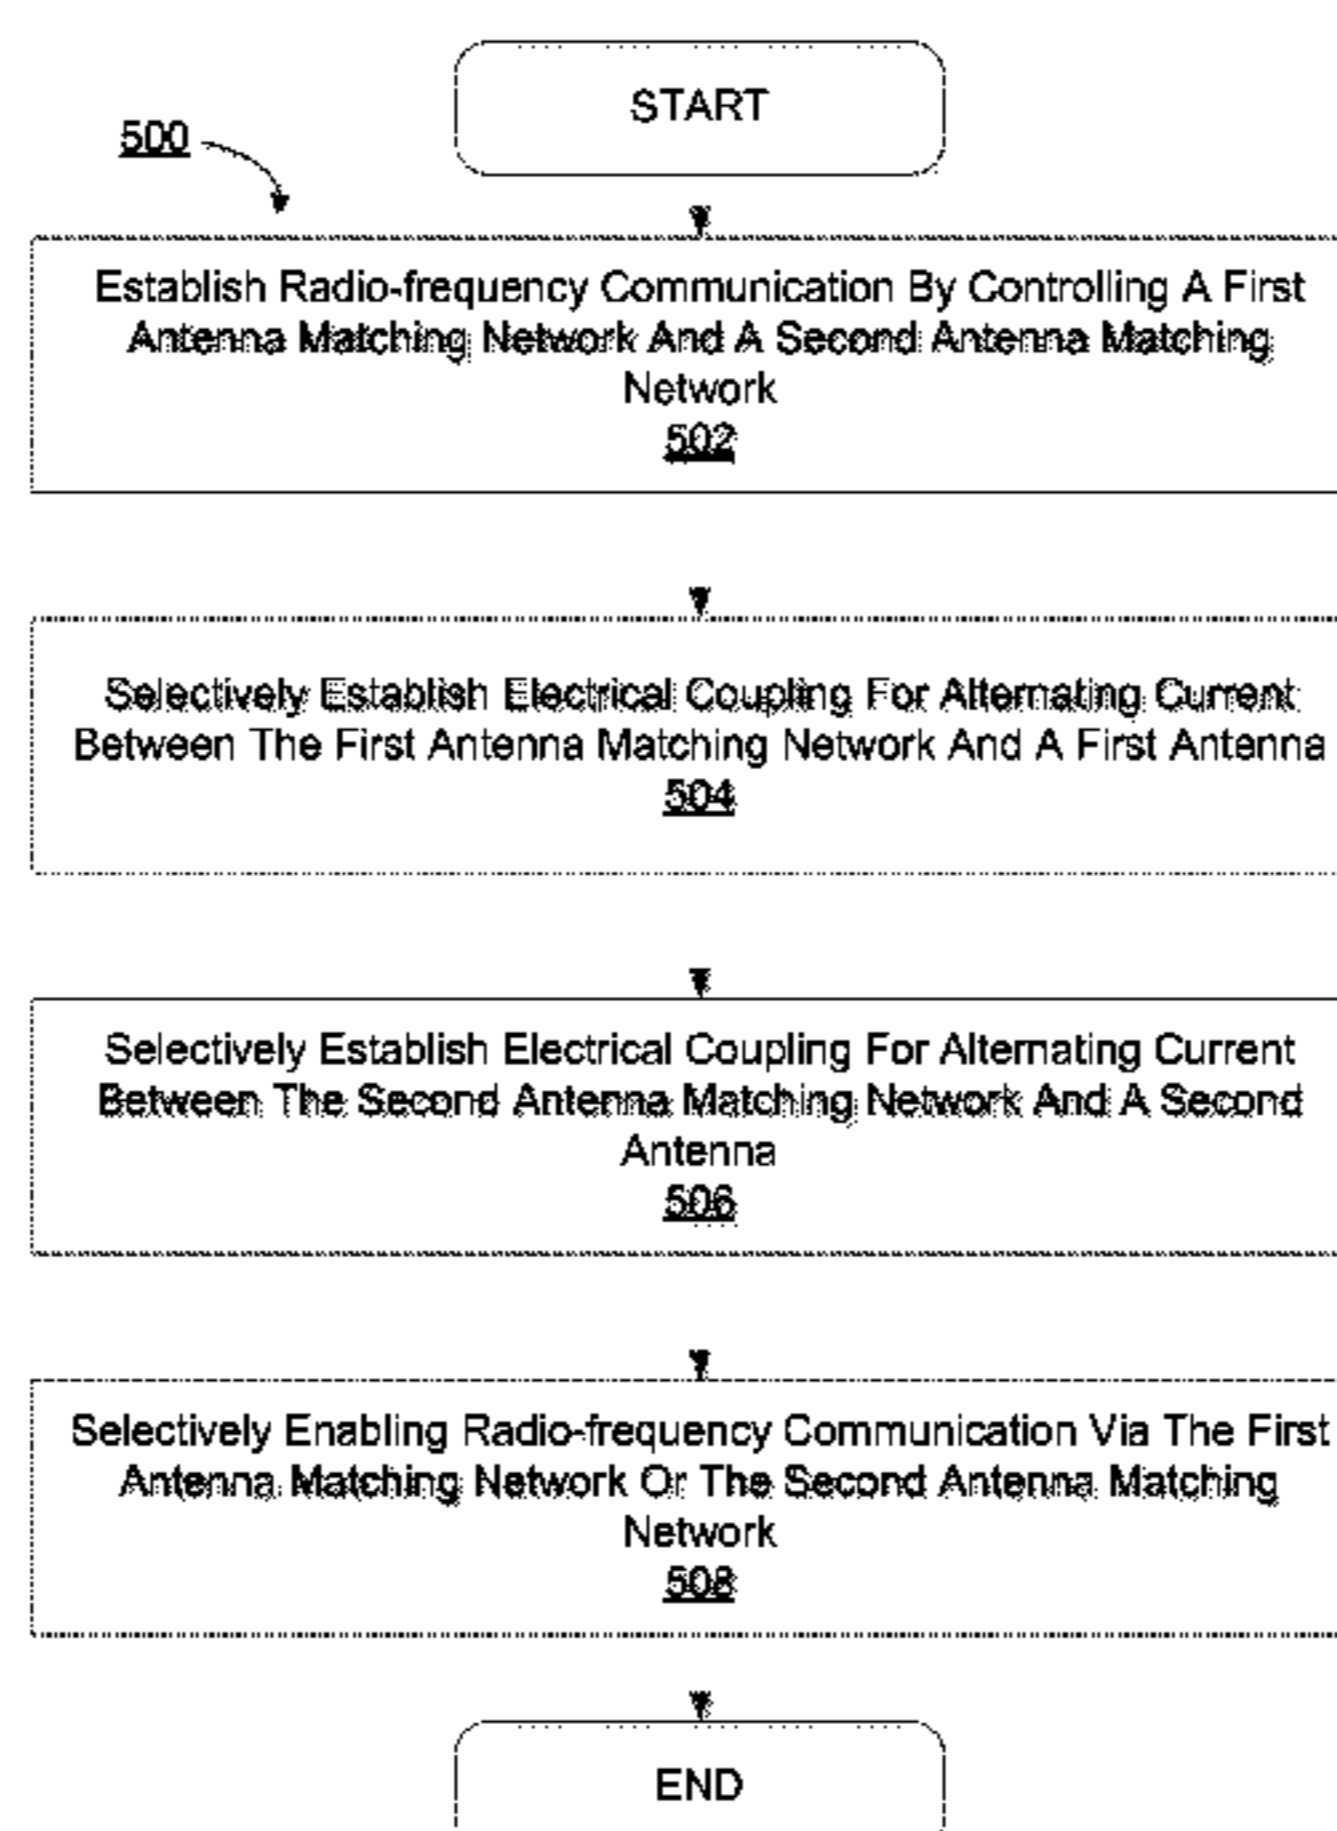 START
500
Establish Radio-frequency Communication By Controlling A First
Antenna Matching Network And A Second Antenna Matching
Network
502
Selectively Establish Electrical Coupling For Alternating Current
Between The First Antenna Matching Network And A First Antenna
504
Selectively Establish Electrical Coupling For Alternating Current
Between The Second Antenna Matching Network And A Second
Antenna
506
Selectively Enabling Radio-frequency Communication Via The First
Antenna Matching Network Or The Second Antenna Matching
Network
508
END